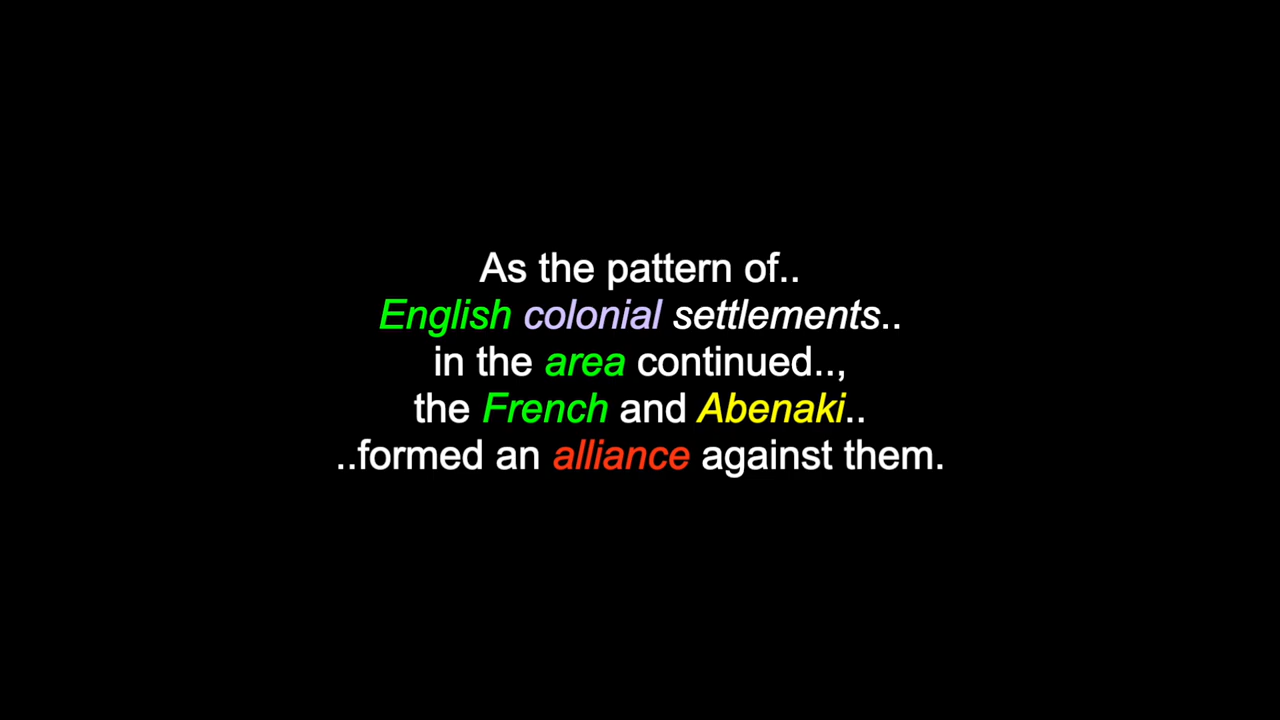 As the pattern of..
English colonial settlements..
in the area continued..,
the French and Abenaki..
..formed an alliance against them.